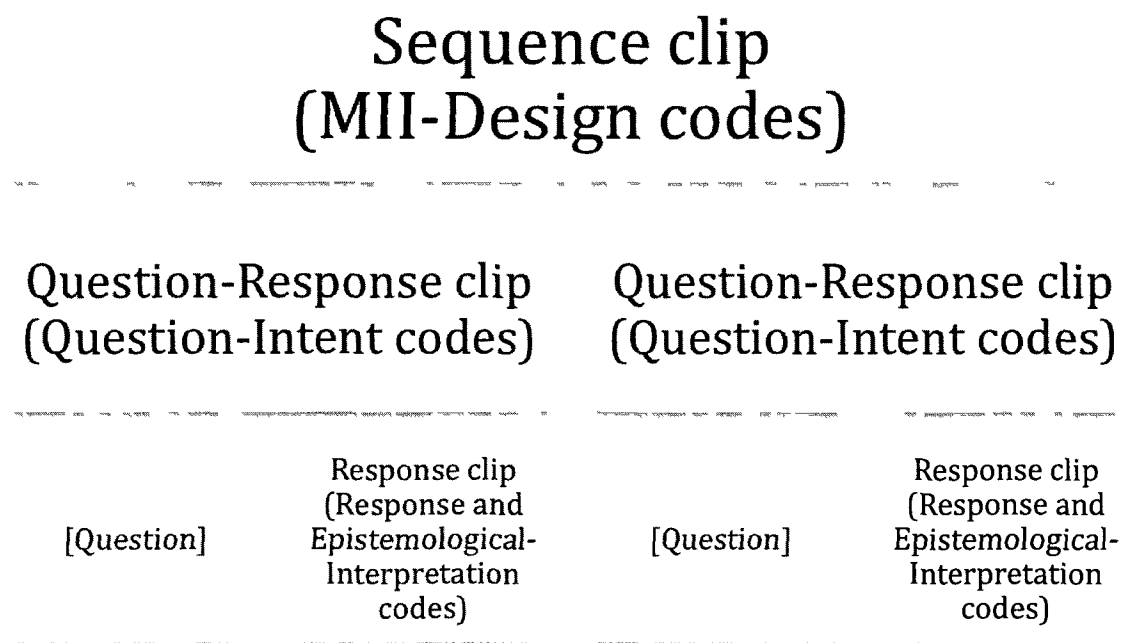 Sequence clip
(MII-Design codes)
Question-Response clip
(Question-Intent codes)
Question-Response clip
(Question-Intent codes)
[Question]
Response clip
(Response and
Epistemological-
Interpretation
codes)
[Question]
Response clip
(Response and
Epistemological-
Interpretation
codes)